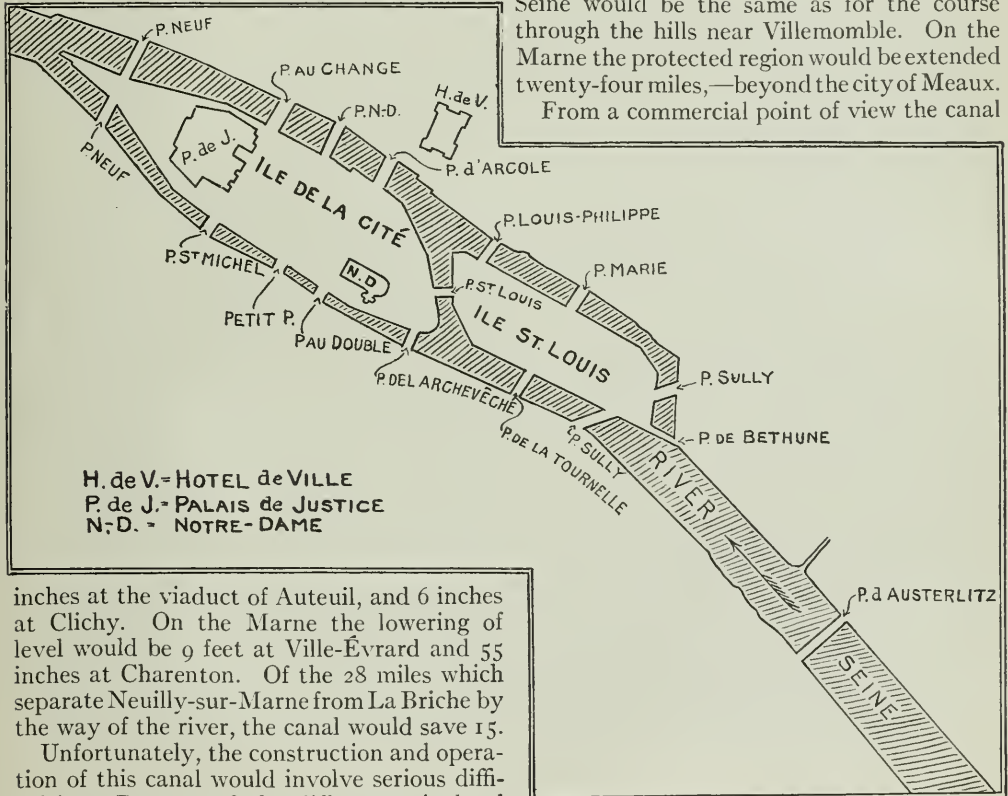 Seine would be the same as for the course
through the hills near Villemomble. On the
Marne the protected region would be extended
twenty-four miles,—beyond the city of Meaux.
From a commercial point of view the canal
P. NEUF
P. AU CHANGE
P. N-D.
H. de V.
P. d'ARCOLE
P. de J.
P. NEUF
ILE DE LA CITÉ
P. LOUIS-PHILIPPE
P. ST MICHEL
N.D
P. ST LOUIS
P. MARIE
PETIT P.
P AU DOUBLE
ILE ST. LOUIS
P. DE L ARCHEVÊCHÉ
P. SULLY
P. DE LA TOURNELLE
P. SULLY
P. DE BETHUNE
RIVER
H. de V. = HOTEL de VILLE
P. de J. = PALAIS de JUSTICE
N,-D. = NOTRE-DAME
P. d AUSTERLITZ
SEINE
inches at the viaduct of Auteuil, and 6 inches
at Clichy. On the Marne the lowering of
level would be 9 feet at Ville-Évrard and 55
inches at Charenton. Of the 28 miles which
separate Neuilly-sur-Marne from La Briche by
the way of the river, the canal would save 15.
Unfortunately, the construction and opera-
tion of this canal would involve serious diffi-